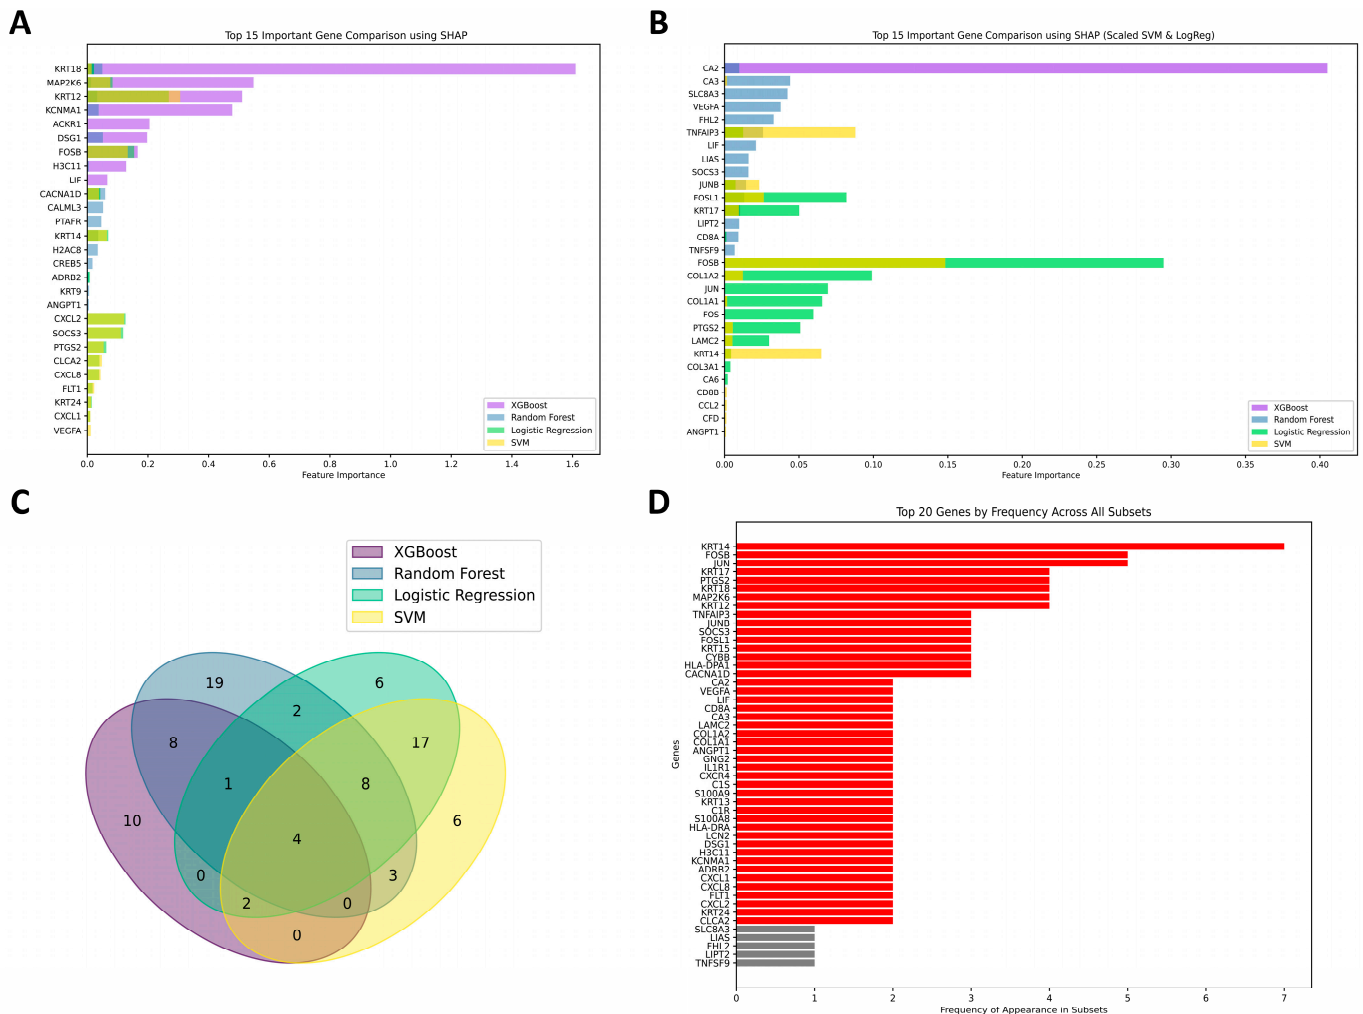 A
Top 15 Important Gene Comparison using SHAP
KRT18
MAP2K6
KRT12
KCNMA1
ACKR1
DSG1
FOSB
H3C11
LIF
CACNA1D
CALML3
PTAFR
KRT14
H2AC8
CREB5
ADRB2
KRT9
ANGPT1
CXCL2
SOCS3
PTGS2
CLCA2
CXCL8
FLT1
KRT24
CXCL1
VEGFA
XGBoost
Random Forest
Logistic Regression
SVM
0.0 0.2 0.4 0.6 0.8 1.0 1.2 1.4 1.6
Feature Importance
B
Top 15 Important Gene Comparison using SHAP (Scaled SVM & LogReg)
CA2
CA3
SLC8A3
VEGFA
FHL2
TNFAIP3
LIF
LIAS
SOCS3
JUNB
FOSL1
KRT17
LIPT2
CD8A
TNFSF9
FOSB
COL1A2
JUN
COL1A1
FOS
PTGS2
LAMC2
KRT14
COL3A1
CA6
CCL2
CFD
ANGPT1
XGBoost
Random Forest
Logistic Regression
SVM
0.00 0.05 0.10 0.15 0.20 0.25 0.30 0.35 0.40
Feature Importance
C
XGBoost
Random Forest
Logistic Regression
SVM
19 6
2
8 17
1 8
10 6
4
0 3
2 0
0
D
Top 20 Genes by Frequency Across All Subsets
Genes
KRT14
FOSB
JUN
KRT17
PTGS2
KRT18
MAP2K6
KRT12
TNFAIP3
JUNB
SOCS3
FOSL1
KRT15
CYBB
HLA-DPA1
CACNA1D
CA2
VEGFA
LIF
CD8A
CA3
LAMC2
COL1A2
COL1A1
ANGPT1
GNG2
IL1R1
CXCR4
C1S
S100A9
KRT13
C1R
S100A8
HLA-DRA
LCN2
DSG1
H3C11
KCNMA1
ADRB2
CXCL1
CXCL8
FLT1
CXCL2
KRT24
CLCA2
SLC8A3
LIAS
FHL2
LIPT2
TNFSF9
0 1 2 3 4 5 6 7
Frequency of Appearance in Subsets